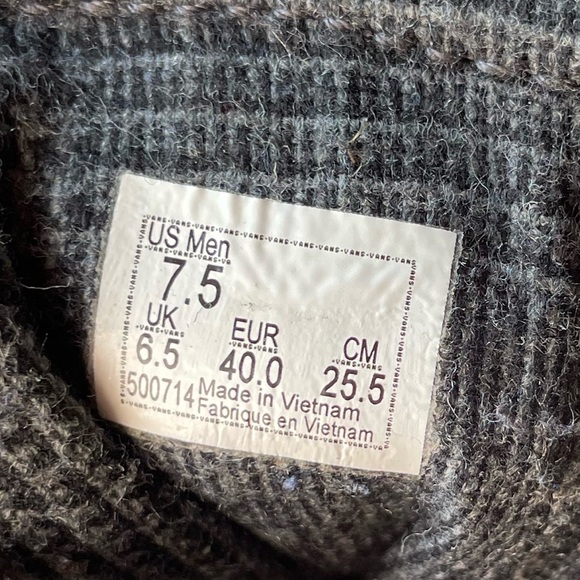 US Men
7.5
UK EUR CM
6.5 40.0 25.5
500714 Made in Vietnam
Fabrique en Vietnam